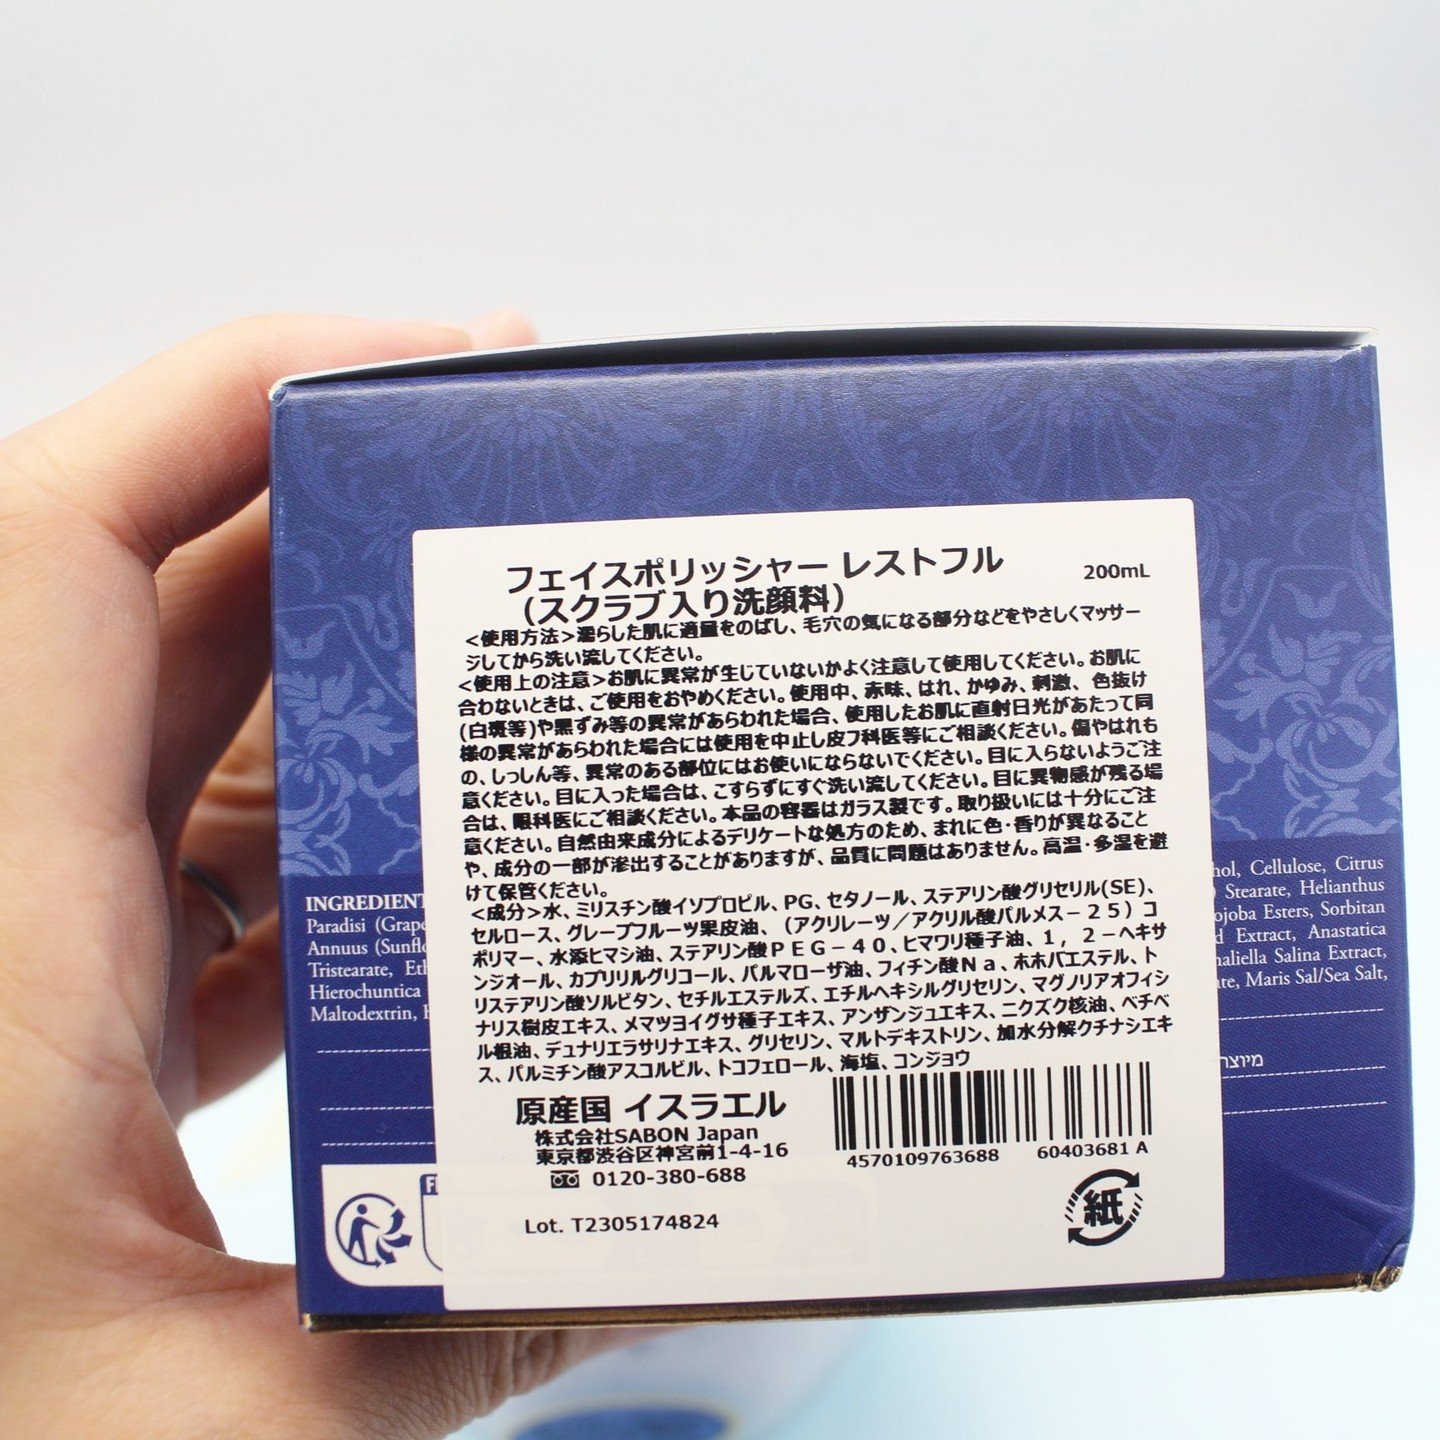 フェイスポリッシャー レストフル
200mL
（スクラブ入り洗顔料）
＜使用方法＞濡らした肌に適量をのばし、毛穴の気になる部分などをやさしくマッサー
ジしてから洗い流してください。
＜使用上の注意＞お肌に異常が生じていないかよく注意して使用してください。お肌に
合わないときは、ご使用をおやめください。使用中、赤味、はれ、かゆみ、刺激、色抜け
(白斑等)や黒ずみ等の異常があらわれた場合、使用したお肌に直射日光があたって同
様の異常があらわれた場合には使用を中止し皮フ科医等にご相談ください。傷やはれも
の、しっしん等、異常のある部位にはお使いにならないでください。目に入らないようご注
意ください。目に入った場合は、こすらずにすぐ洗い流してください。目に異物感が残る場
合は、眼科医にご相談ください。本品の容器はガラス製です。取り扱いには十分にご注
意ください。自然由来成分によるデリケートな処方のため、まれに色・香りが異なること
や、成分の一部が滲出することがありますが、品質に問題はありません。高温・多湿を避
けて保管ください。
＜成分＞水、ミリスチン酸イソプロピル、PG、セタノール、ステアリン酸グリセリル(SE)、
セルロース、グレープフルーツ果皮油、（アクリレーツ／アクリル酸パルメス－２５）コ
ポリマー、水添ヒマシ油、ステアリン酸ＰＥＧ－４０、ヒマワリ種子油、１，２－ヘキサ
ンジオール、カプリリルグリコール、パルマローザ油、フィチン酸Ｎａ、ホホバエステル、ト
リステアリン酸ソルビタン、セチルエステルズ、エチルヘキシルグリセリン、マグノリアオフィシ
ナリス樹皮エキス、メマツヨイグサ種子エキス、アンザンジュエキス、ニクズク核油、ベチベ
ル根油、デュナリエラサリナエキス、グリセリン、マルトデキストリン、加水分解クチナシエキ
ス、パルミチン酸アスコルビル、トコフェロール、海塩、コンジョウ
原産国 イスラエル
株式会社SABON Japan
東京都渋谷区神宮前1-4-16
0120-380-688
Lot. T2305174824
4570109763688 60403681 A
紙
INGREDIENT
Paradisi (Grape
Annuus (Sunflo
Tristearate, Eth
Hierochuntica
Maltodextrin,
hol, Cellulose, Citrus
Stearate, Helianthus
ojoba Esters, Sorbitan
d Extract, Anastatica
naliella Salina Extract,
te, Maris Sal/Sea Salt,
מיוצר